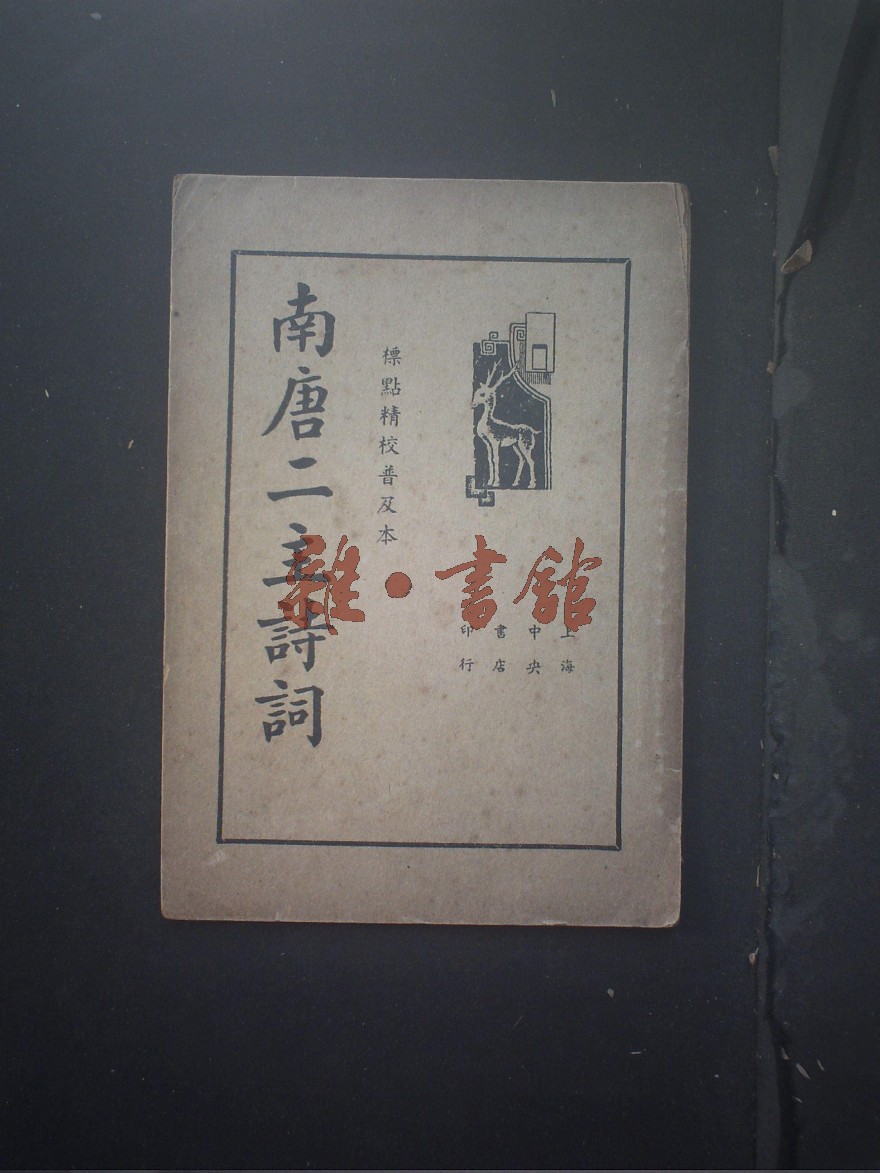 上海
中央
書店
印行
標點精校普及本
南唐二主詩詞
雜·書館